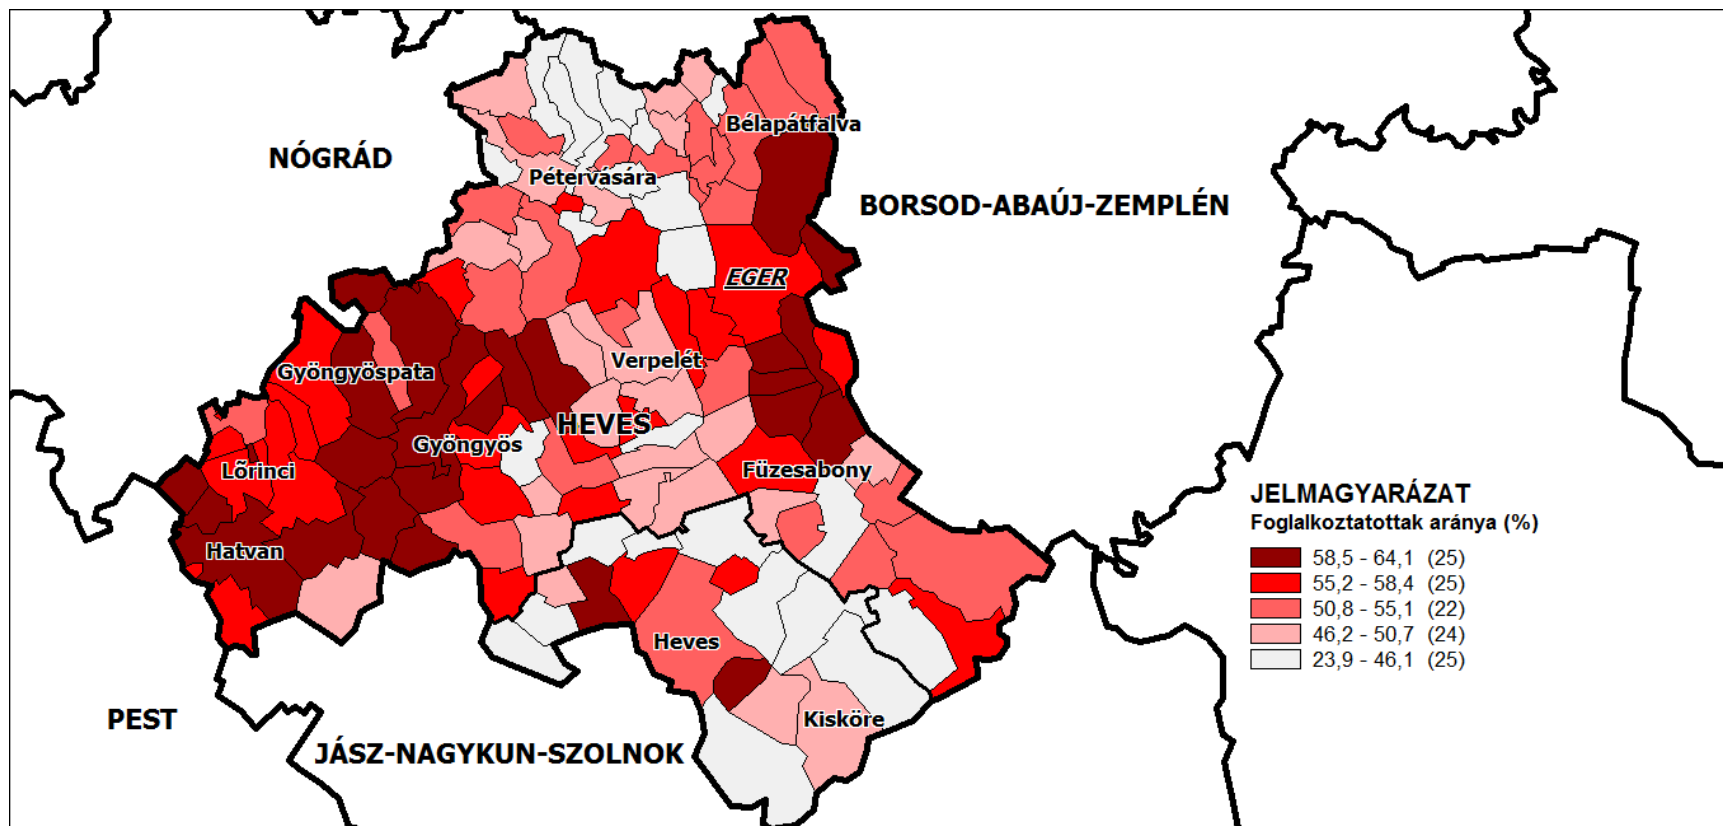 Bélapátfalva
NÓGRÁD
Pétervására
BORSOD-ABAÚJ-ZEMPLÉN
EGER
Verpelét
Gyöngyöspata
HEVES
Gyöngyös
Lõrinci
Füzesabony
Hatvan
Heves
Kisköre
PEST
JÁSZ-NAGYKUN-SZOLNOK
JELMAGYARÁZAT
Foglalkoztatottak aránya (%)
58,5 - 64,1 (25)
55,2 - 58,4 (25)
50,8 - 55,1 (22)
46,2 - 50,7 (24)
23,9 - 46,1 (25)